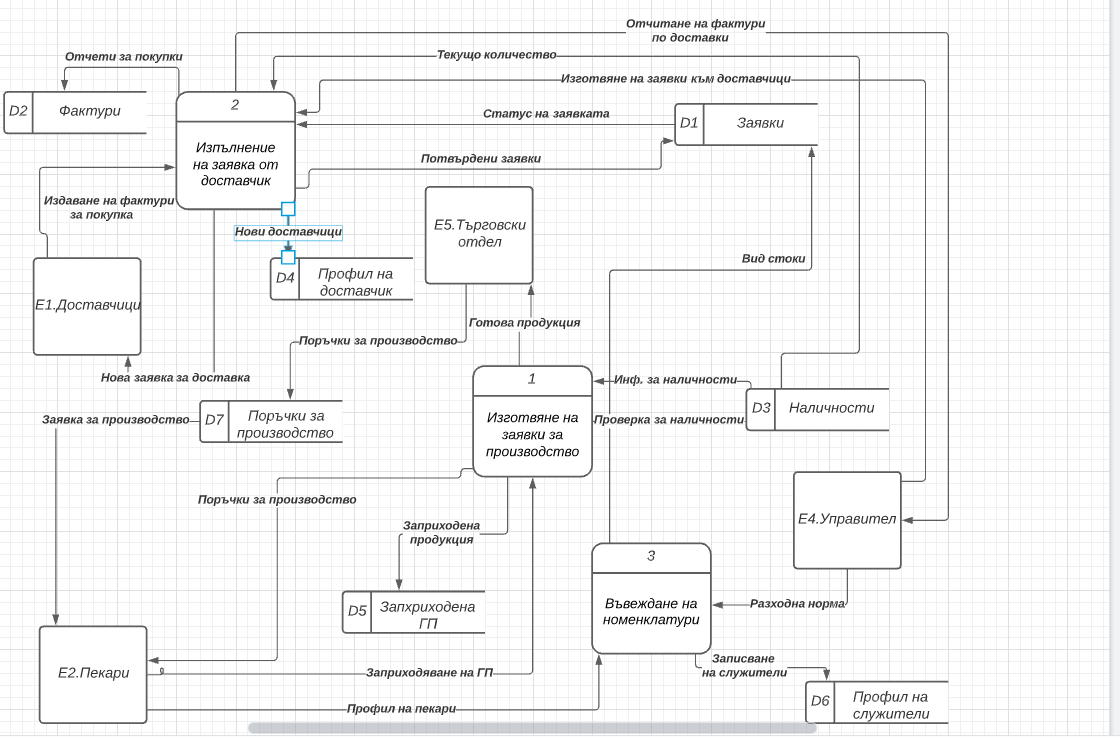 Отчитане на фактури
по доставки
Отчети за покупки
Текущо количество
Изготвяне на заявки към доставчици
D2
Фактури
2
Статус на заявката
D1
Заявки
Изпълнение
на заявка от
доставчик
Потвърдени заявки
Издаване на фактури
за покупка
Нови доставчици
E5.Търговски
отдел
Вид стоки
D4
Профил на
доставчик
E1.Доставчици
Готова продукция
Поръчки за производство
Нова заявка за доставка
1
Инф. за наличности
D3
Наличности
Заявка за производство
D7
Поръчки за
производство
Изготвяне на
заявки за
производство
Проверка за наличности
Поръчки за производство
Заприходена
продукция
E4.Управител
3
D5
Запхриходена
ГП
Въвеждане на
номенклатури
Разходна норма
E2.Пекари
Заприходяване на ГП
Записване
на служители
Профил на пекари
D6
Профил на
служители